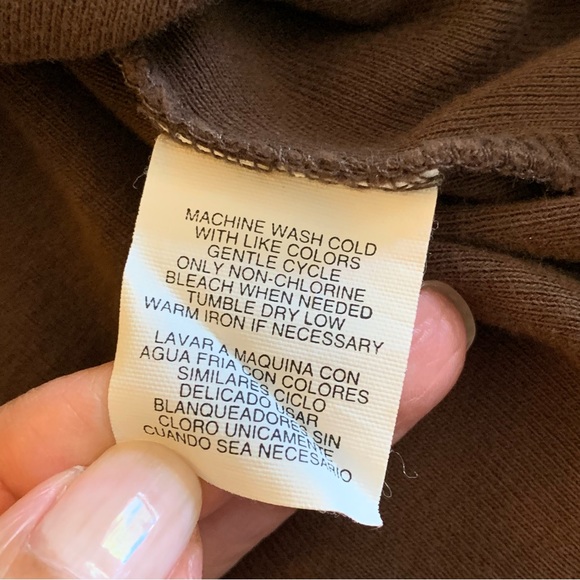 MACHINE WASH COLD
WITH LIKE COLORS
GENTLE CYCLE
ONLY NON-CHLORINE
BLEACH WHEN NEEDED
TUMBLE DRY LOW
WARM IRON IF NECESSARY
LAVAR A MAQUINA CON
AGUA FRIA CON COLORES
SIMILARES CICLO
DELICADO USAR
BLANQUEADORES SIN
CLORO UNICAMENTE
CUANDO SEA NECESARIO